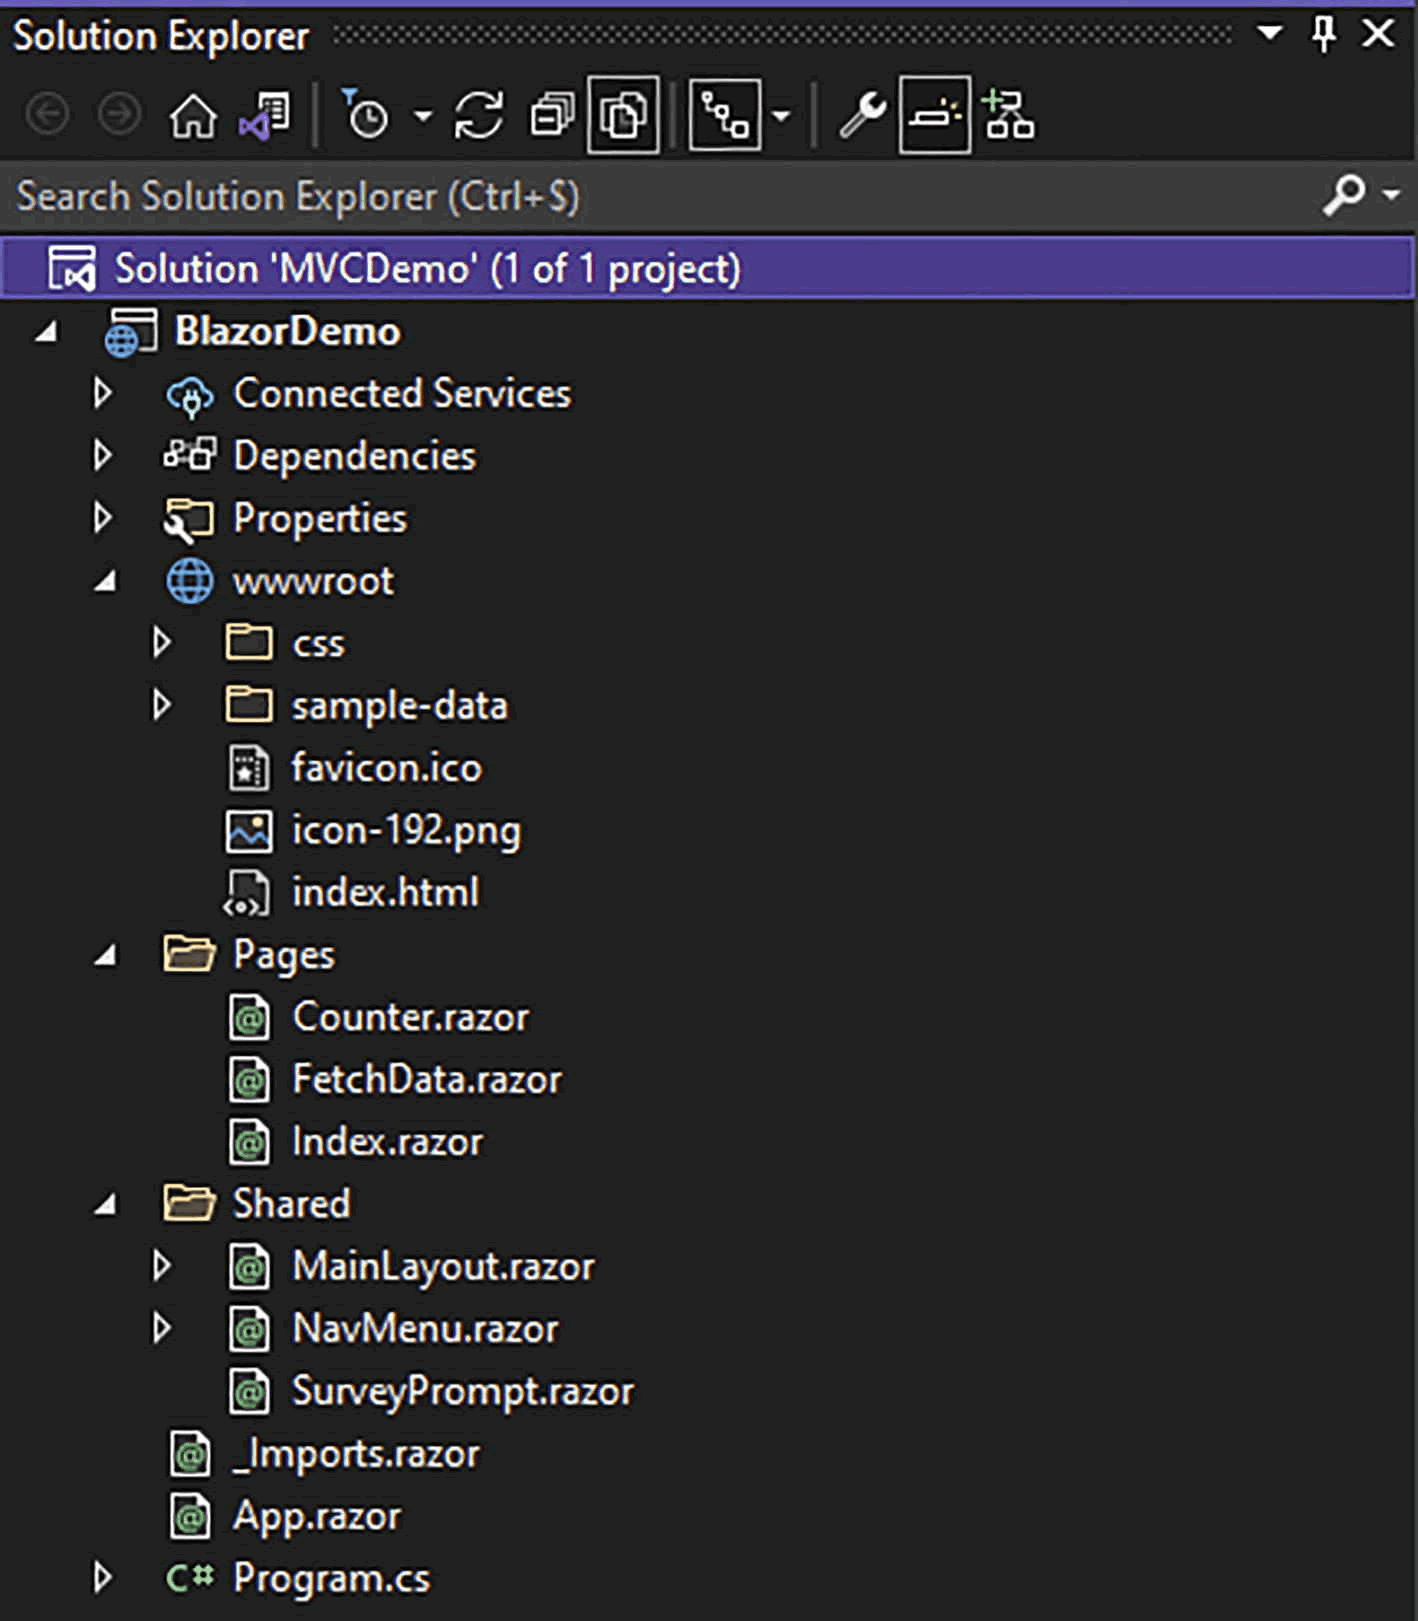 Solution Explorer
Search Solution Explorer (Ctrl+$)
Solution 'MVCDemo' (1 of 1 project)
BlazorDemo
Connected Services
Dependencies
Properties
wwwroot
css
sample-data
favicon.ico
icon-192.png
index.html
Pages
Counter.razor
FetchData.razor
Index.razor
Shared
MainLayout.razor
NavMenu.razor
SurveyPrompt.razor
_Imports.razor
App.razor
C# Program.cs